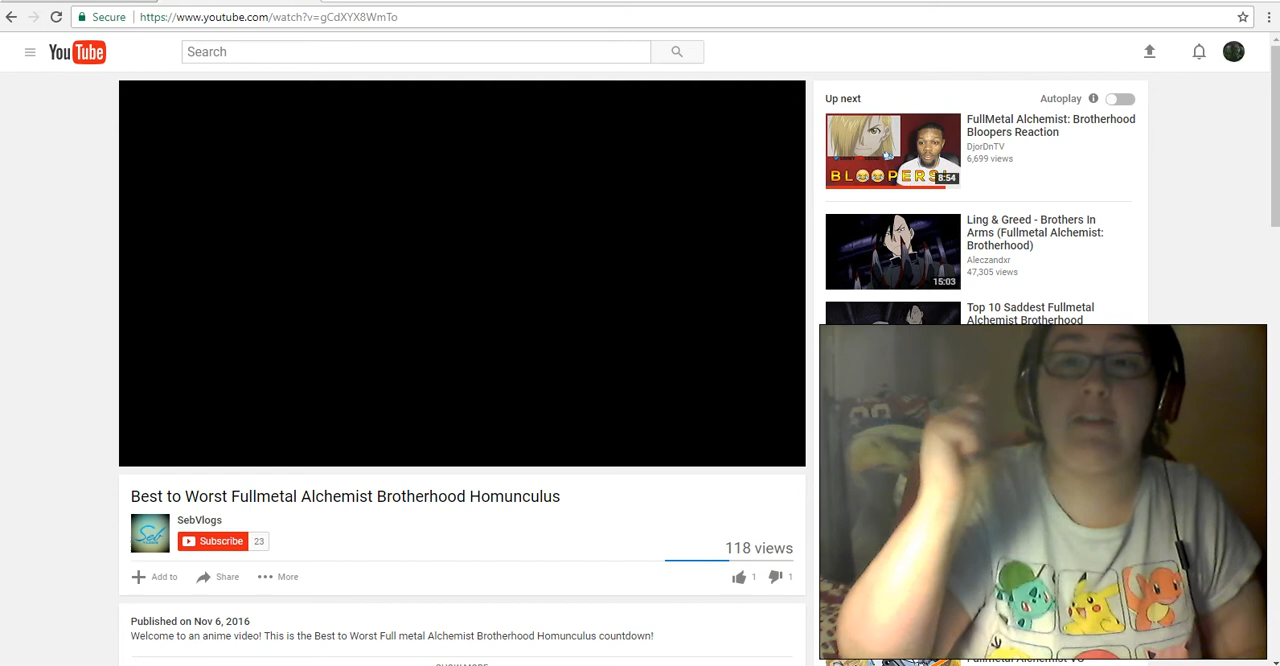 Secure
https://www.youtube.com/watch?v=gCdXYX8WmTo
YouTube
Search
Up next
Autoplay
BLOOPERS!
8:54
FullMetal Alchemist: Brotherhood
Bloopers Reaction
DjorDnTV
6,699 views
15:03
Ling & Greed - Brothers In
Arms (Fullmetal Alchemist:
Brotherhood)
Aleczandxr
47,305 views
Top 10 Saddest Fullmetal
Alchemist Brotherhood
Best to Worst Fullmetal Alchemist Brotherhood Homunculus
Seb
SebVlogs
Subscribe 23
118 views
Add to Share More
1 1
Published on Nov 6, 2016
Welcome to an anime video! This is the Best to Worst Full metal Alchemist Brotherhood Homunculus countdown!